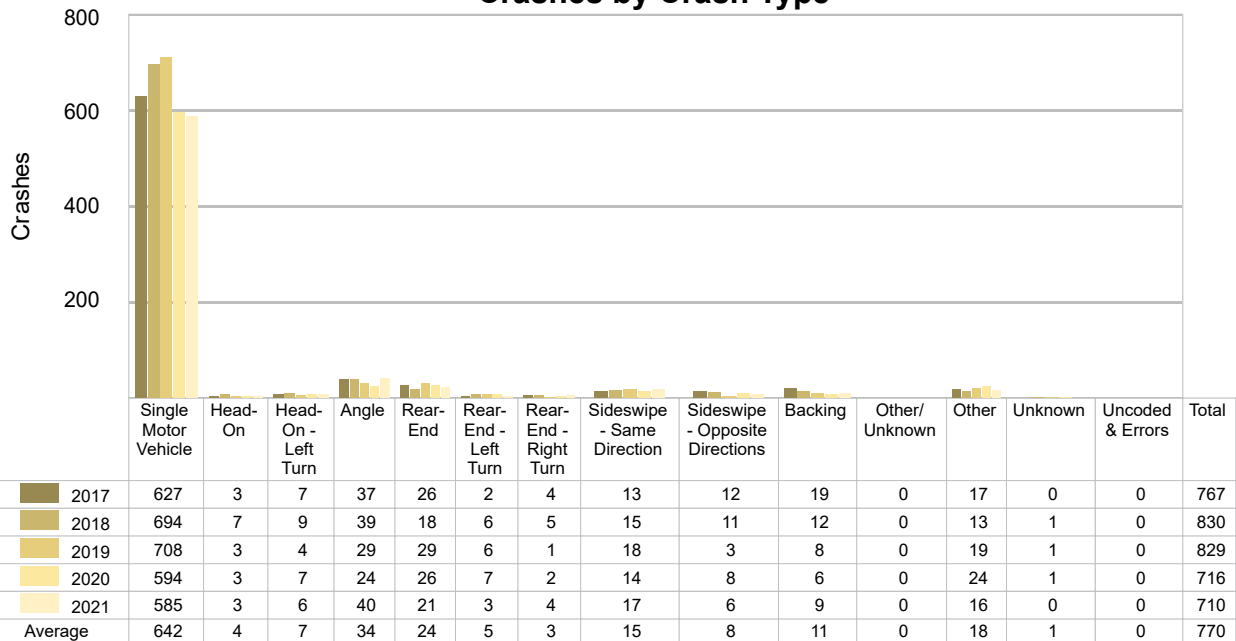 Crashes by Crash Type
800
600
400
200
Crashes
Single Motor Vehicle
Head-On
Head-On - Left Turn
Angle
Rear-End
Rear-End - Left Turn
Rear-End - Right Turn
Sideswipe - Same Direction
Sideswipe - Opposite Directions
Backing
Other/ Unknown
Other
Unknown
Uncoded & Errors
Total
2017 627 3 7 37 26 2 4 13 12 19 0 17 0 0 767
2018 694 7 9 39 18 6 5 15 11 12 0 13 1 0 830
2019 708 3 4 29 29 6 1 18 3 8 0 19 1 0 829
2020 594 3 7 24 26 7 2 14 8 6 0 24 1 0 716
2021 585 3 6 40 21 3 4 17 6 9 0 16 0 0 710
Average 642 4 7 34 24 5 3 15 8 11 0 18 1 0 770